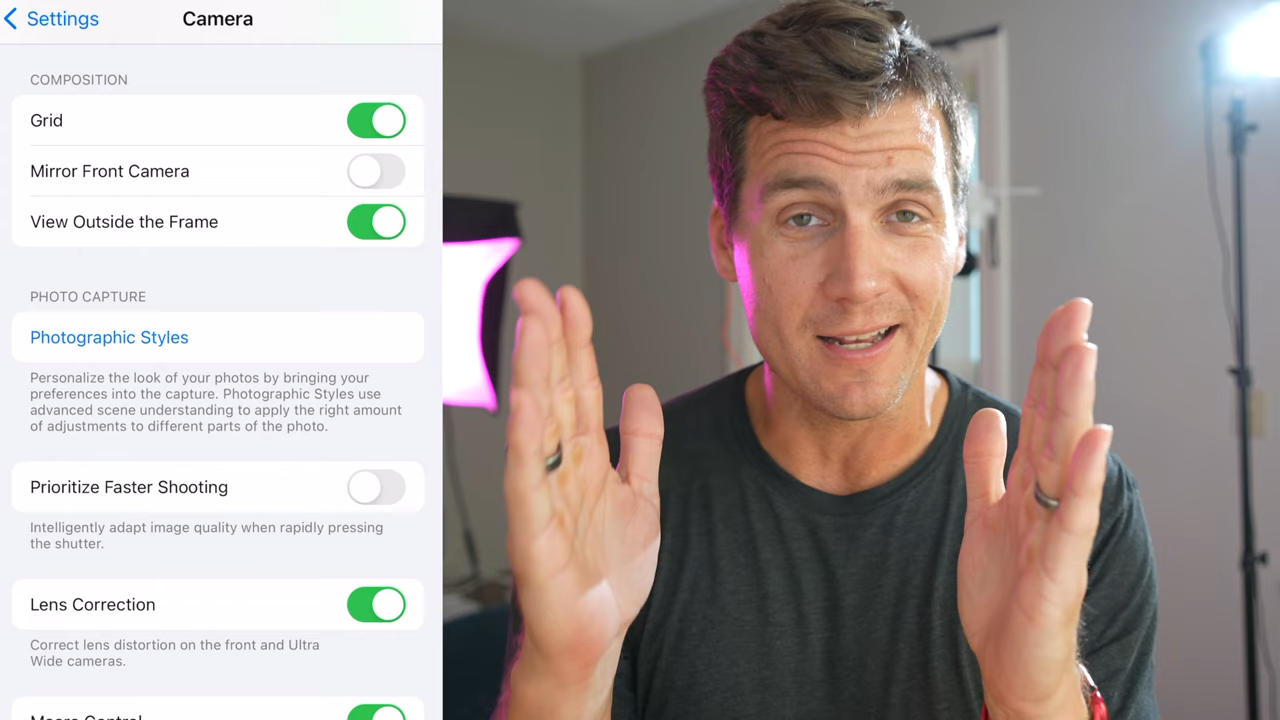 Settings
Camera
COMPOSITION
Grid
Mirror Front Camera
View Outside the Frame
PHOTO CAPTURE
Photographic Styles
Personalize the look of your photos by bringing your
preferences into the capture. Photographic Styles use
advanced scene understanding to apply the right amount
of adjustments to different parts of the photo.
Prioritize Faster Shooting
Intelligently adapt image quality when rapidly pressing
the shutter.
Lens Correction
Correct lens distortion on the front and Ultra
Wide cameras.
Macro Control